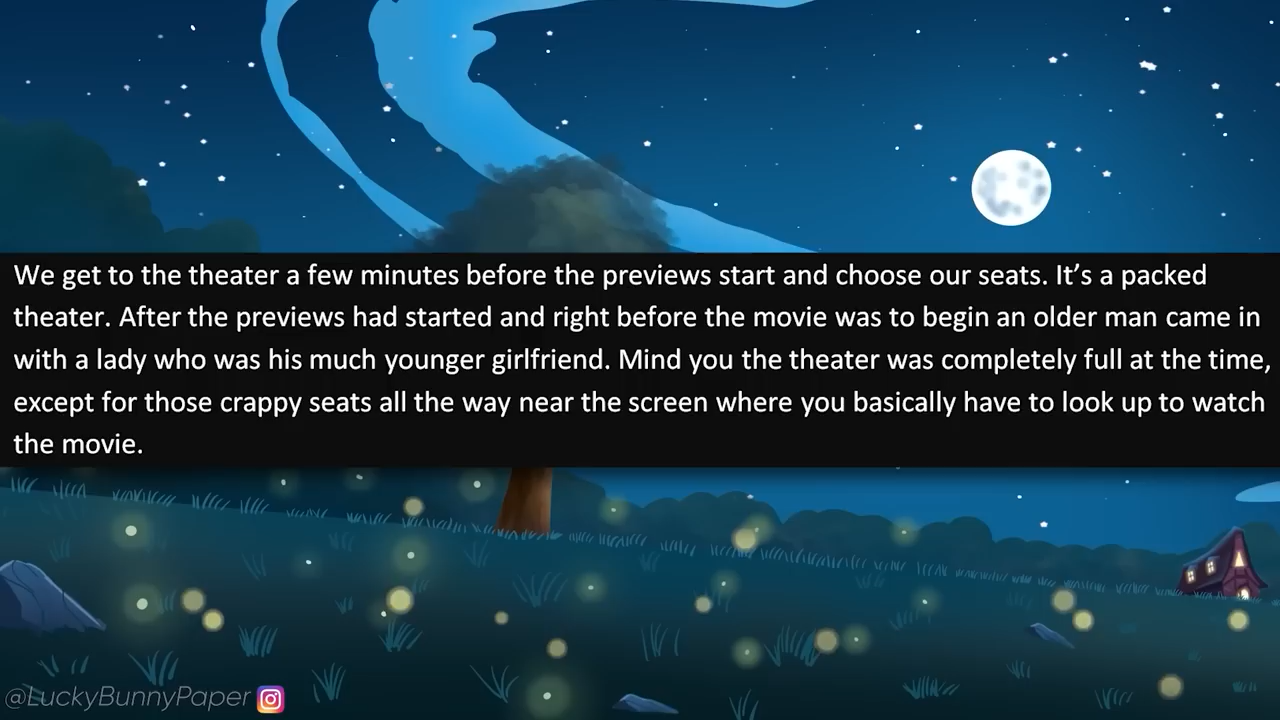 We get to the theater a few minutes before the previews start and choose our seats. It’s a packed
theater. After the previews had started and right before the movie was to begin an older man came in
with a lady who was his much younger girlfriend. Mind you the theater was completely full at the time,
except for those crappy seats all the way near the screen where you basically have to look up to watch
the movie.
@LuckyBunnyPaper